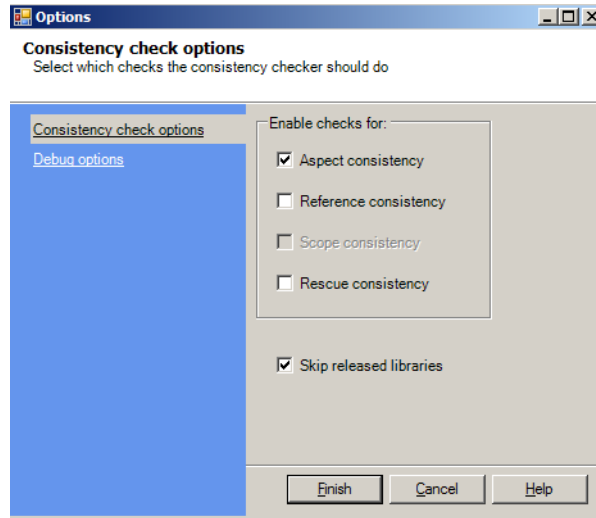 Options
Consistency check options
Select which checks the consistency checker should do
Consistency check options
Debug options
Enable checks for:
Aspect consistency
Reference consistency
Scope consistency
Rescue consistency
Skip released libraries
Finish
Cancel
Help